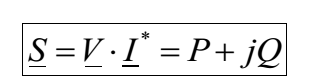 S = V · I* = P + jQ